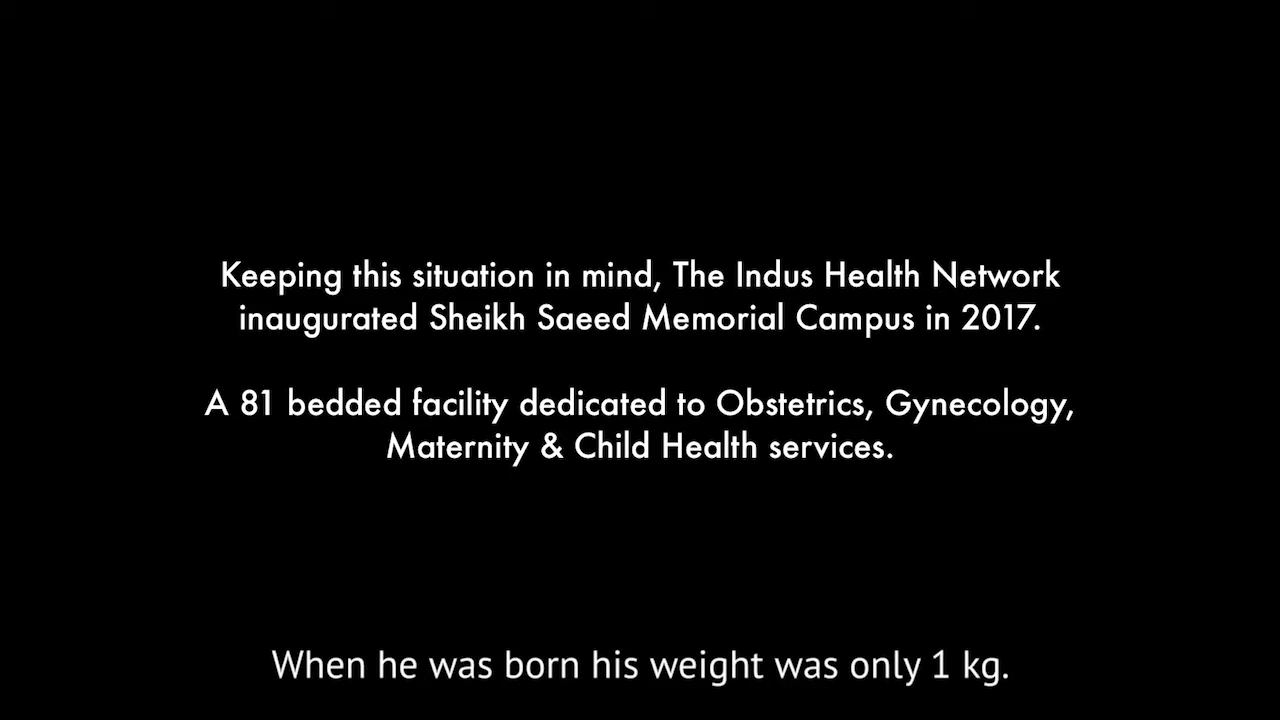 Keeping this situation in mind, The Indus Health Network
inaugurated Sheikh Saeed Memorial Campus in 2017.
A 81 bedded facility dedicated to Obstetrics, Gynecology,
Maternity & Child Health services.
When he was born his weight was only 1 kg.